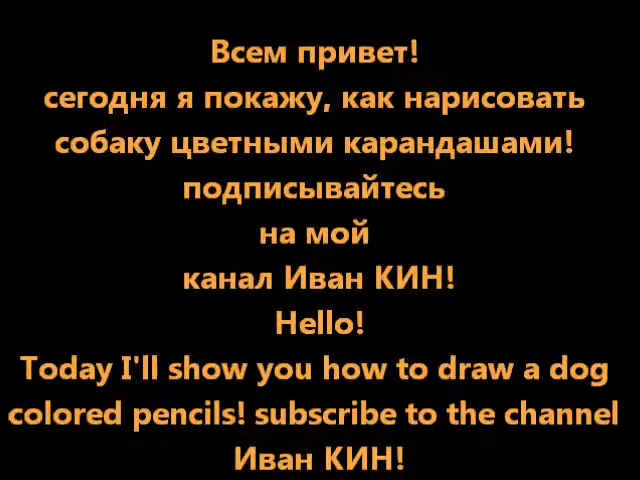 Всем привет!
сегодня я покажу, как нарисовать
собаку цветными карандашами!
подписывайтесь
на мой
канал Иван КИН!
Hello!
Today I'll show you how to draw a dog
colored pencils! subscribe to the channel
Иван КИН!